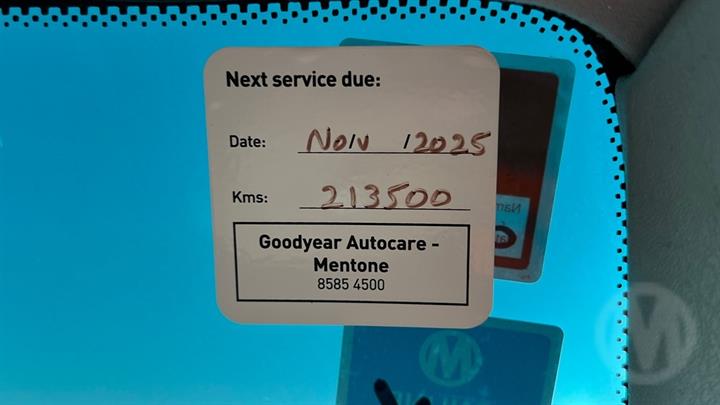 Next service due:
Date: Nov /2025
Kms: 213500
Goodyear Autocare -
Mentone
8585 4500
M
M